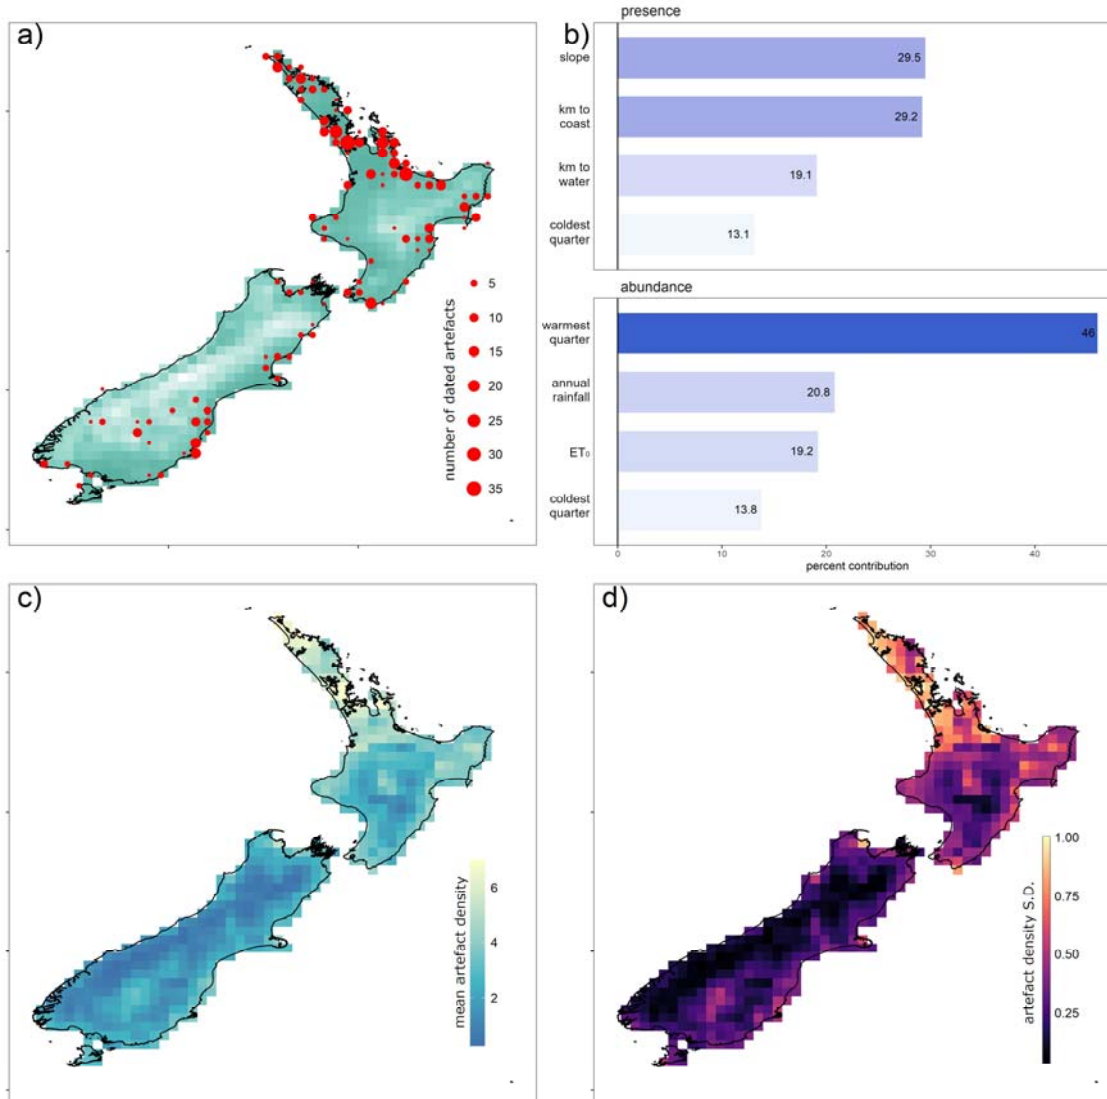 a)
number of dated artefacts
5
10
15
20
25
30
35
b)
presence
slope
29.5
km to
coast
29.2
km to
water
19.1
coldest
quarter
13.1
abundance
warmest
quarter
46
annual
rainfall
20.8
ET₀
19.2
coldest
quarter
13.8
0
10
20
30
40
percent contribution
c)
mean artefact density
6
4
2
d)
artefact density S.D.
1.00
0.75
0.50
0.25